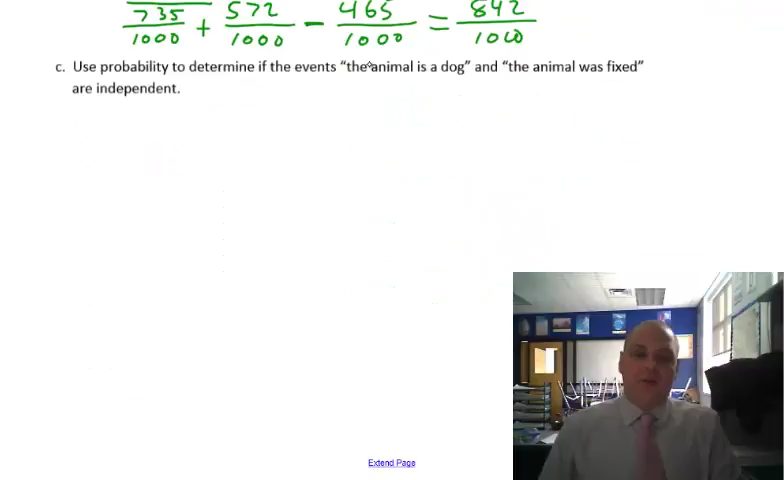 735/1000 + 572/1000 − 465/1000 = 842/1000
c. Use probability to determine if the events “the animal is a dog” and “the animal was fixed”
are independent.
Extend Page